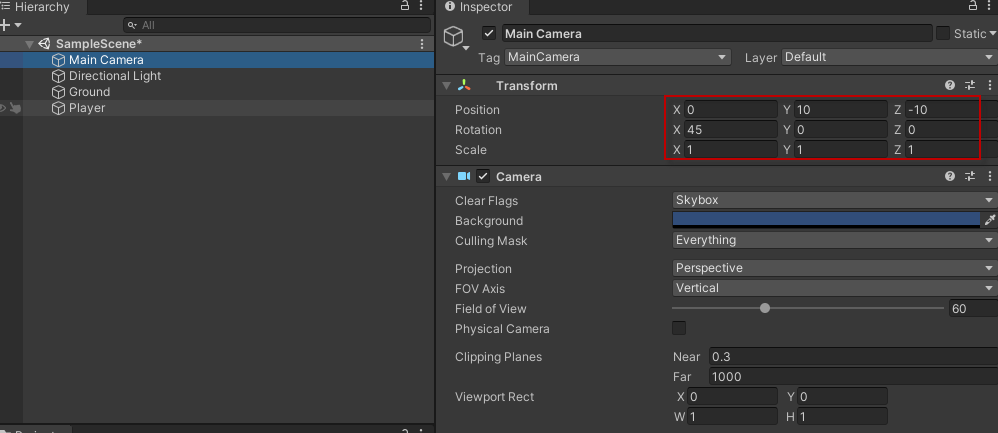 Hierarchy
All
SampleScene*
Main Camera
Directional Light
Ground
Player
Inspector
Main Camera
Static
Tag MainCamera Layer Default
Transform
Position X 0 Y 10 Z -10
Rotation X 45 Y 0 Z 0
Scale X 1 Y 1 Z 1
Camera
Clear Flags Skybox
Background
Culling Mask Everything
Projection Perspective
FOV Axis Vertical
Field of View 60
Physical Camera
Clipping Planes Near 0.3
Far 1000
Viewport Rect X 0 Y 0
W 1 H 1